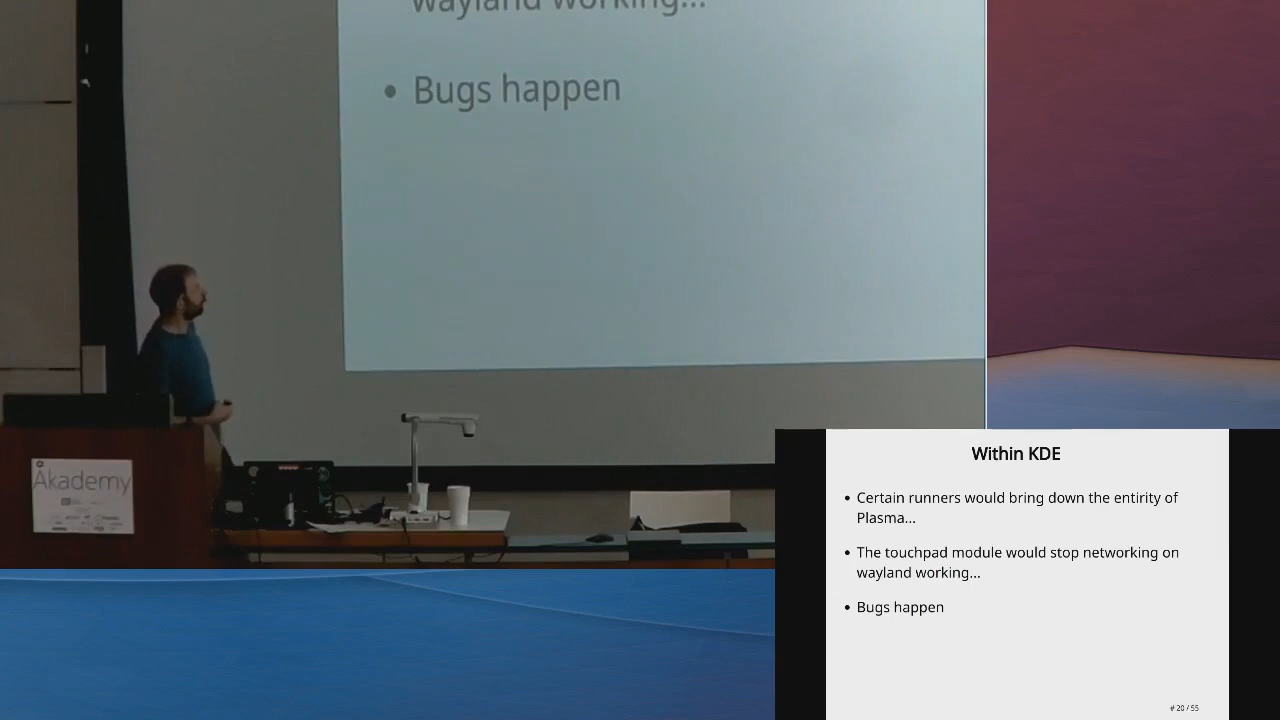 wayland working...
• Bugs happen
Akademy
Within KDE
• Certain runners would bring down the entirity of
Plasma...
• The touchpad module would stop networking on
wayland working...
• Bugs happen
# 20 / 55